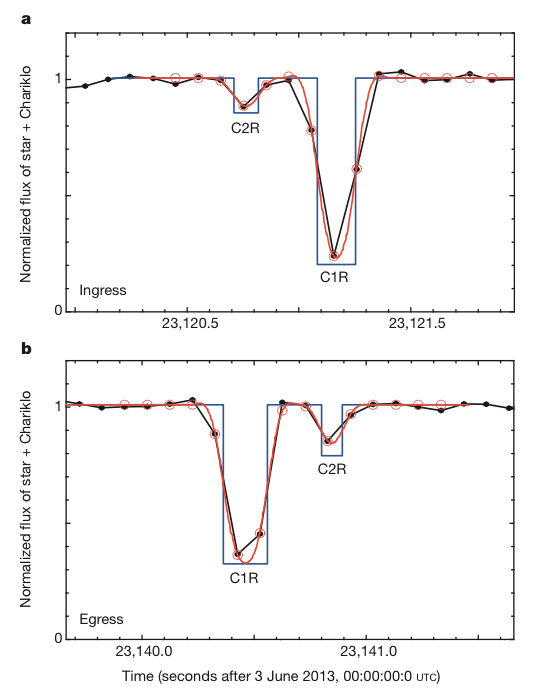 a
Normalized flux of star + Chariklo
1
0
C2R
C1R
Ingress
23,120.5
23,121.5
b
Normalized flux of star + Chariklo
1
0
C1R
C2R
Egress
23,140.0
23,141.0
Time (seconds after 3 June 2013, 00:00:00:0 UTC)